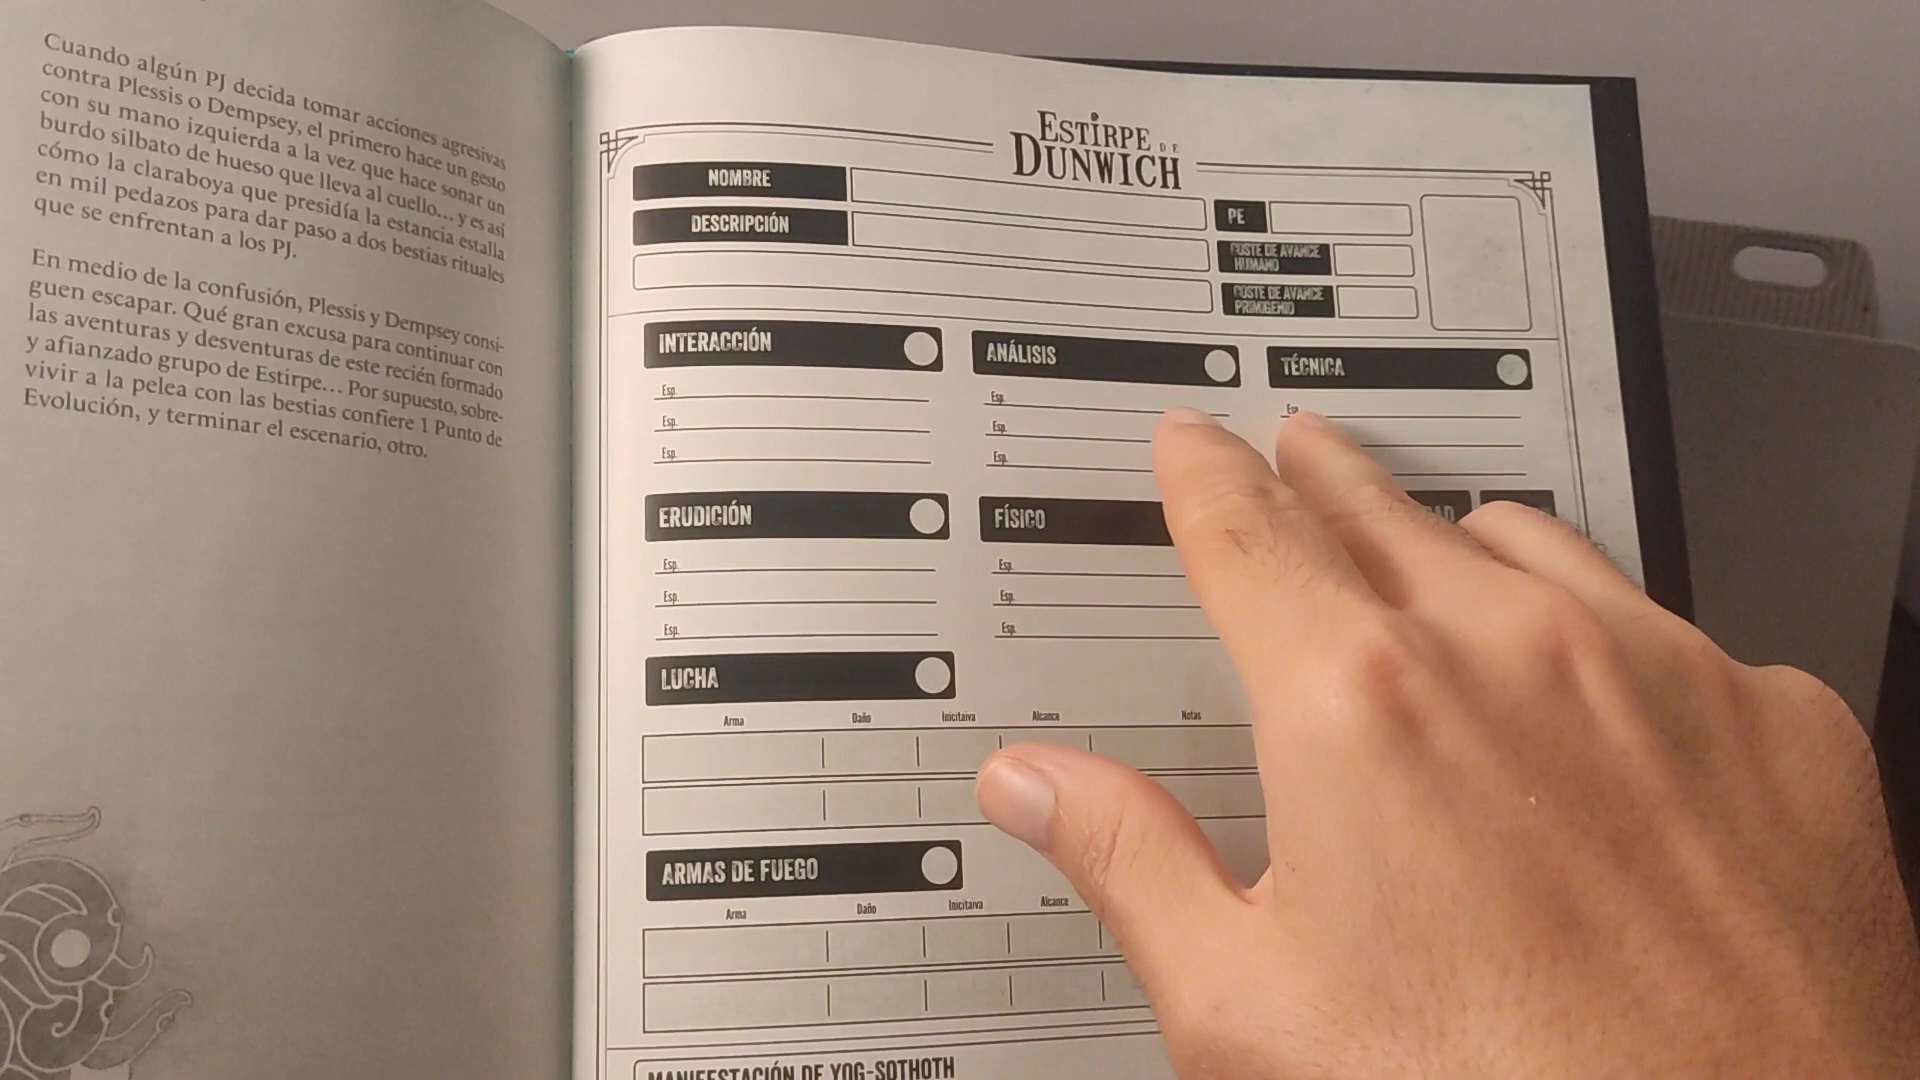 Cuando algún PJ decida tomar acciones agresivas
contra Plessis o Dempsey, el primero hace un gesto
con su mano izquierda a la vez que hace sonar un
burdo silbato de hueso que lleva al cuello... y es así
cómo la claraboya que presidía la estancia estalla
en mil pedazos para dar paso a dos bestias rituales
que se enfrentan a los PJ.
En medio de la confusión, Plessis y Dempsey consi-
guen escapar. Qué gran excusa para continuar con
las aventuras y desventuras de este recién formado
y afianzado grupo de Estirpe... Por supuesto, sobre-
vivir a la pelea con las bestias confiere 1 Punto de
Evolución, y terminar el escenario, otro.
ESTIRPE DE
DUNWICH
NOMBRE
DESCRIPCIÓN
PE
COSTE DE AVANCE
HUMANO
COSTE DE AVANCE
PRIMIGENIO
INTERACCIÓN
Esp.
Esp.
Esp.
ANÁLISIS
Esp.
Esp.
Esp.
TÉCNICA
Esp.
ERUDICIÓN
Esp.
Esp.
Esp.
FÍSICO
Esp.
Esp.
Esp.
LUCHA
Arma Daño Inicitaiva Alcance Notas
ARMAS DE FUEGO
Arma Daño Inicitaiva Alcance
MANIFESTACIÓN DE YOG-SOTHOTH